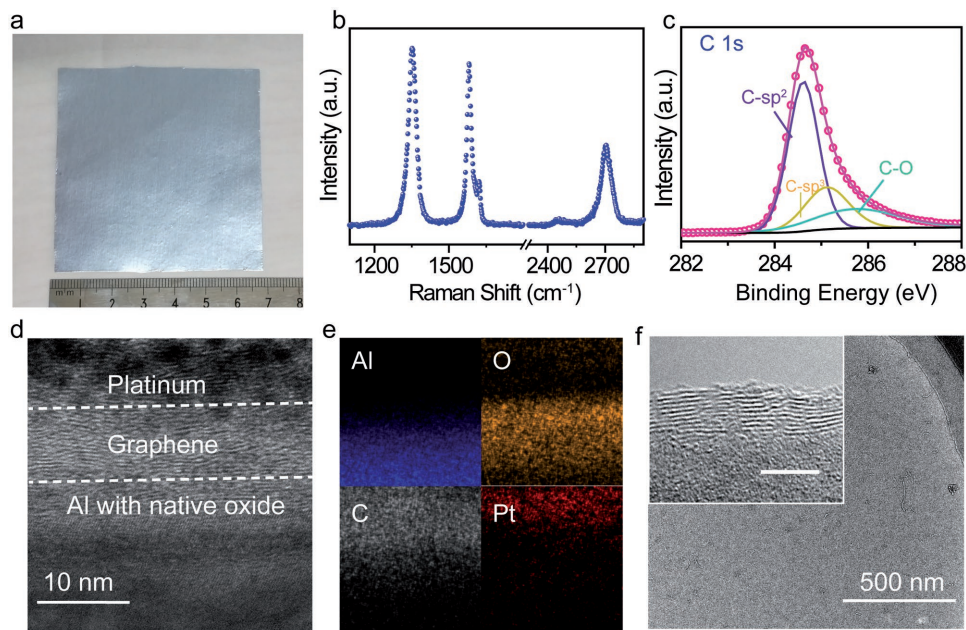 a
mm 1 2 3 4 5 6 7 8
b
Intensity (a.u.)
1200 1500 2400 2700
Raman Shift (cm⁻¹)
c
C 1s
C-sp²
C-sp³
C-O
Intensity (a.u.)
282 284 286 288
Binding Energy (eV)
d
Platinum
Graphene
Al with native oxide
10 nm
e
Al
O
C
Pt
f
500 nm